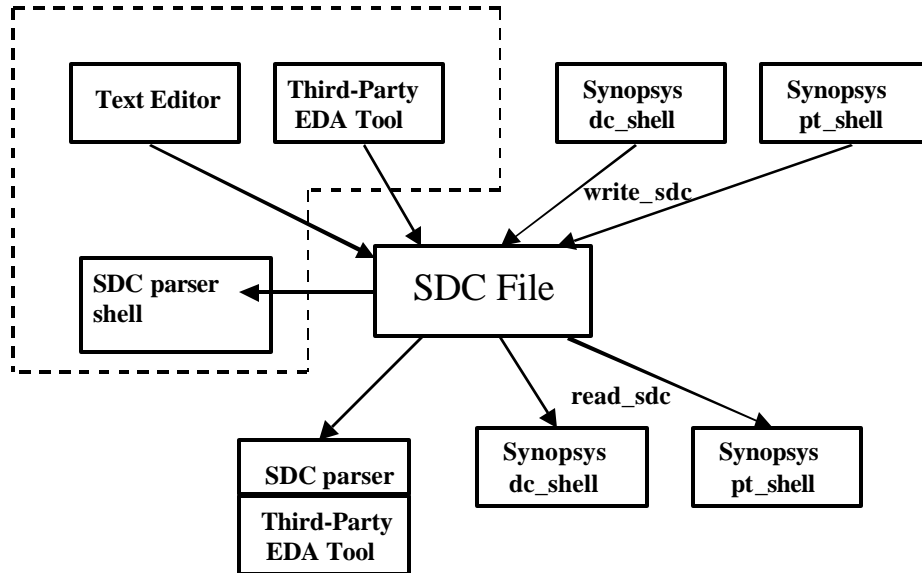 Text Editor
Third-Party
EDA Tool
Synopsys
dc_shell
Synopsys
pt_shell
write_sdc
SDC parser
shell
SDC File
read_sdc
SDC parser
Third-Party
EDA Tool
Synopsys
dc_shell
Synopsys
pt_shell